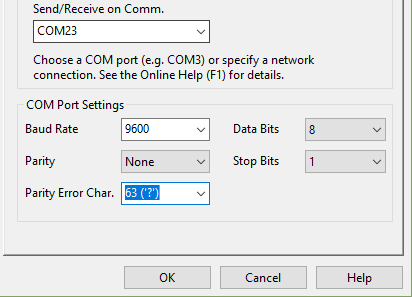 Send/Receive on Comm.
COM23
Choose a COM port (e.g. COM3) or specify a network
connection. See the Online Help (F1) for details.
COM Port Settings
Baud Rate 9600 Data Bits 8
Parity None Stop Bits 1
Parity Error Char. 63 ('?')
OK Cancel Help